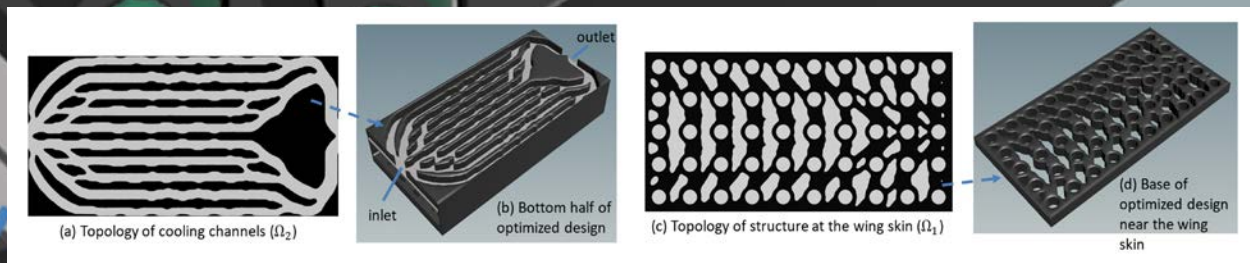 outlet
inlet
(a) Topology of cooling channels (Ω₂)
(b) Bottom half of
optimized design
(c) Topology of structure at the wing skin (Ω₁)
(d) Base of
optimized design
near the wing
skin